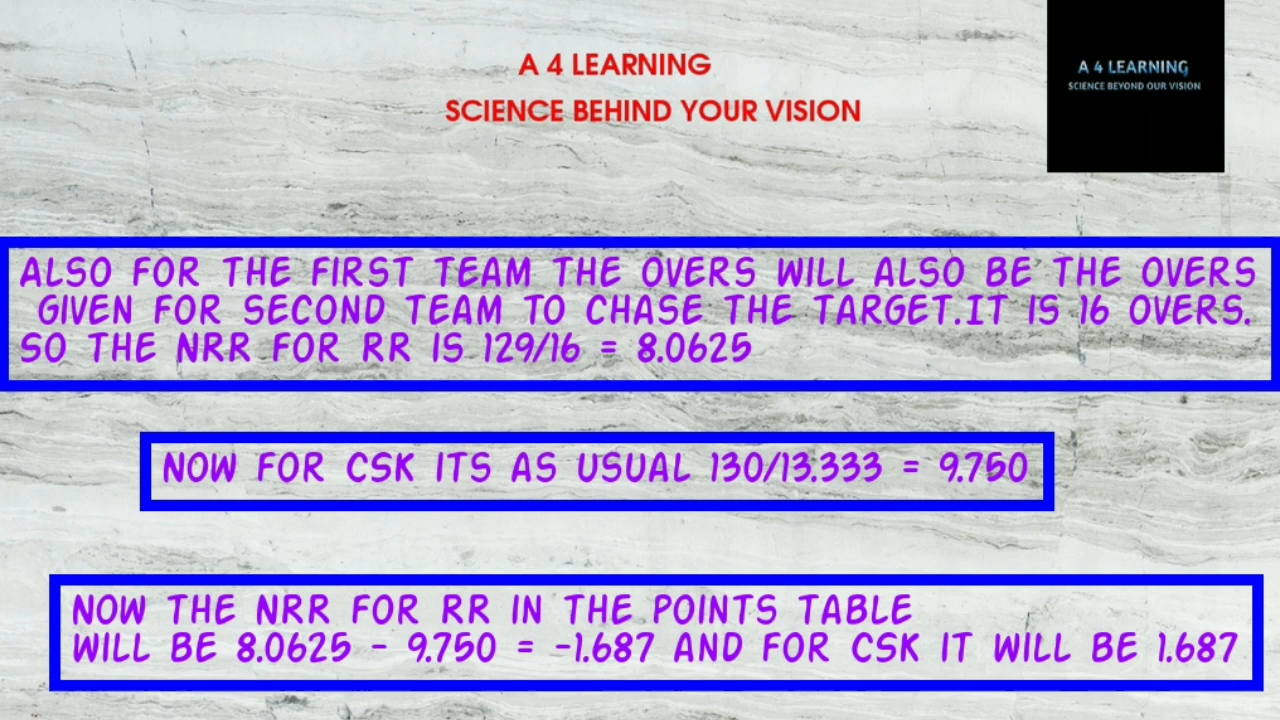 A 4 LEARNING
SCIENCE BEHIND YOUR VISION
A 4 LEARNING
SCIENCE BEYOND OUR VISION
ALSO FOR THE FIRST TEAM THE OVERS WILL ALSO BE THE OVERS
GIVEN FOR SECOND TEAM TO CHASE THE TARGET.IT IS 16 OVERS.
SO THE NRR FOR RR IS 129/16 = 8.0625
NOW FOR CSK ITS AS USUAL 130/13.333 = 9.750
NOW THE NRR FOR RR IN THE POINTS TABLE
WILL BE 8.0625 - 9.750 = -1.687 AND FOR CSK IT WILL BE 1.687